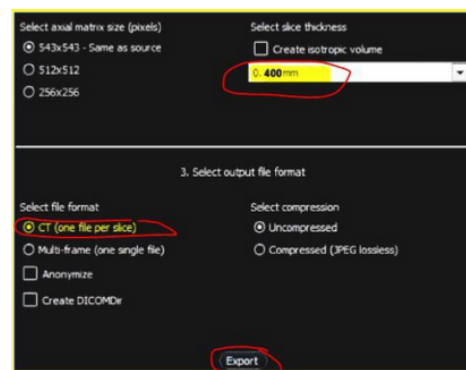 Select axial matrix size (pixels)
543x543 - Same as source
512x512
256x256
Select slice thickness
Create isotropic volume
0. 400mm
3. Select output file format
Select file format
CT (one file per slice)
Multi-frame (one single file)
Anonymize
Create DICOMDir
Select compression
Uncompressed
Compressed (JPEG lossless)
Export